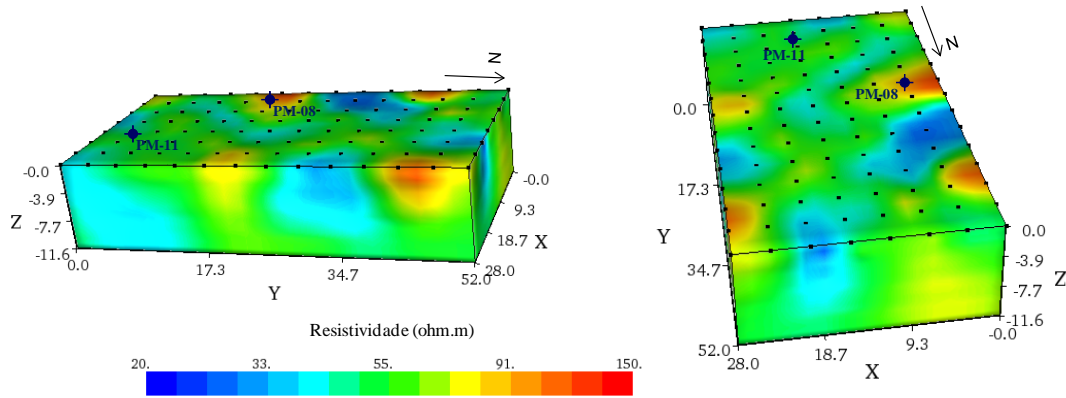 N
PM-08
PM-11
-0.0
-3.9
-7.7
-11.6
Z
0.0
17.3
34.7
52.0
Y
28.0
18.7
9.3
-0.0
X
N
PM-11
PM-08
0.0
17.3
34.7
52.0
Y
28.0
18.7
9.3
-0.0
X
0.0
-3.9
-7.7
-11.6
Z
Resistividade (ohm.m)
20. 33. 55. 91. 150.